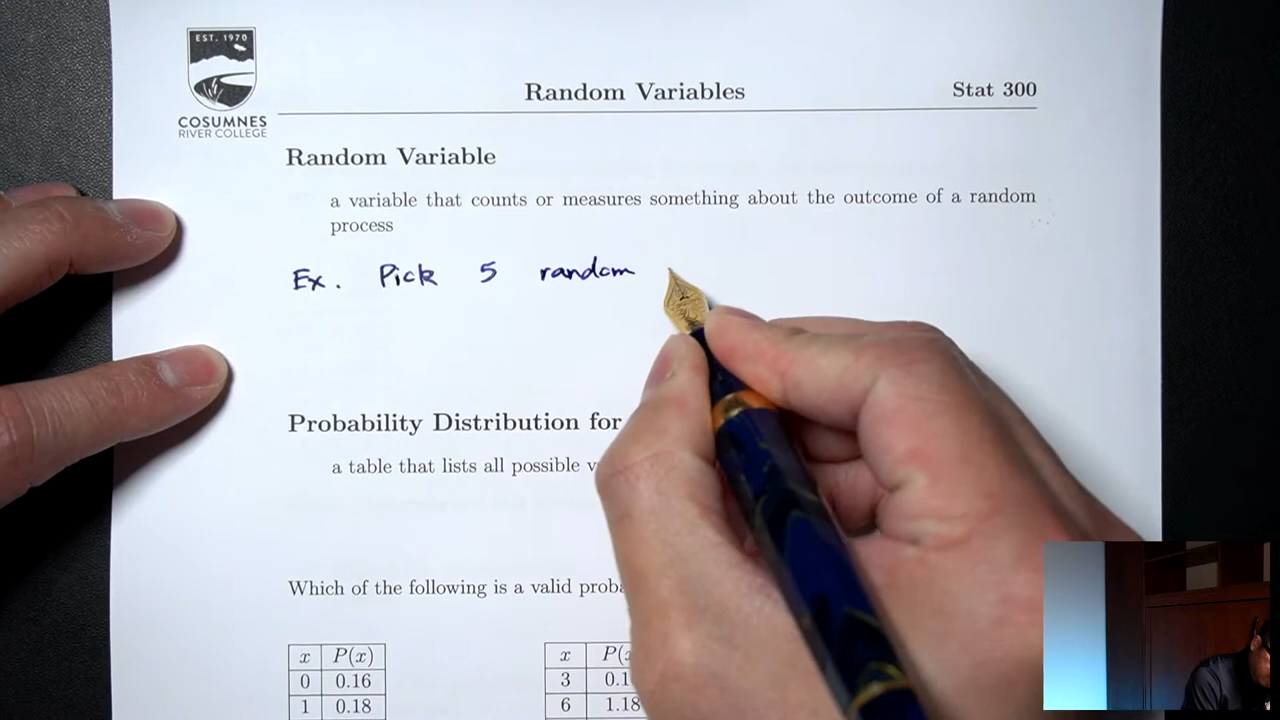 EST. 1970
COSUMNES
RIVER COLLEGE
Random Variables
Stat 300
Random Variable
a variable that counts or measures something about the outcome of a random
process
Ex. Pick 5 random
Probability Distribution for
a table that lists all possible
Which of the following is a valid
x P(x)
0 0.16
1 0.18
x
3
6 1.18